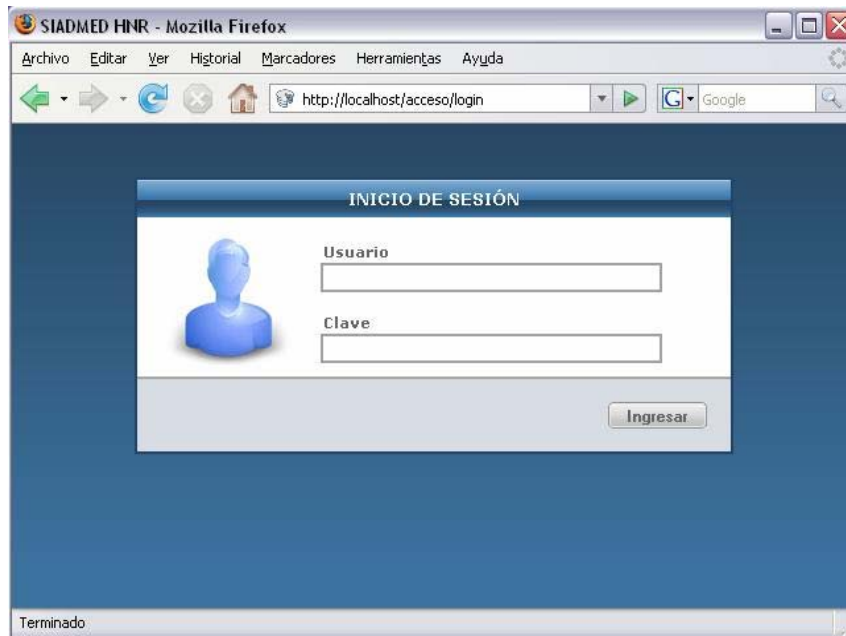 SIADMED HNR - Mozilla Firefox
Archivo Editar Ver Historial Marcadores Herramientas Ayuda
http://localhost/acceso/login G Google
INICIO DE SESIÓN
Usuario
Clave
Ingresar
Terminado